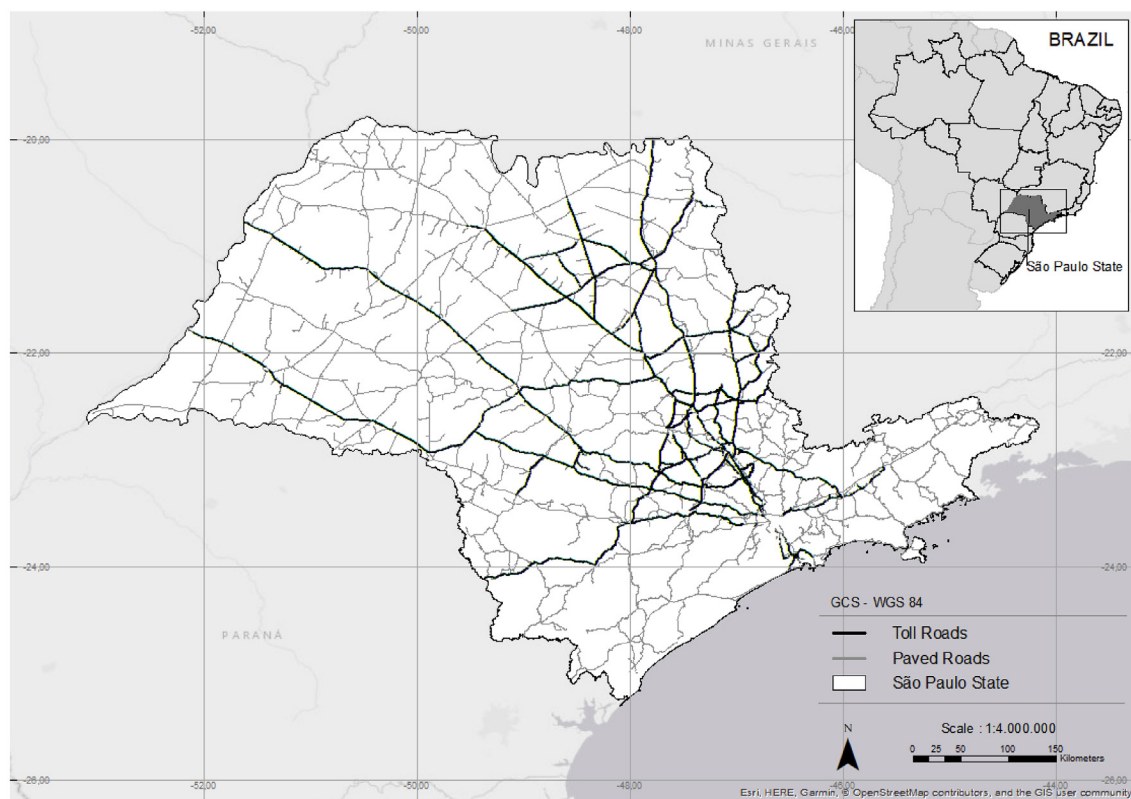 -52,00
-50,00
-48,00
-46,00
MINAS GERAIS
BRAZIL
São Paulo State
-20,00
-22,00
-22,00
-24,00
-24,00
PARANÁ
GCS - WGS 84
Toll Roads
Paved Roads
São Paulo State
N
Scale : 1:4.000.000
0 25 50 100 150
Kilometers
-26,00
-52,00
-50,00
-48,00
-46,00
-44,00
Esri, HERE, Garmin, © OpenStreetMap contributors, and the GIS user community